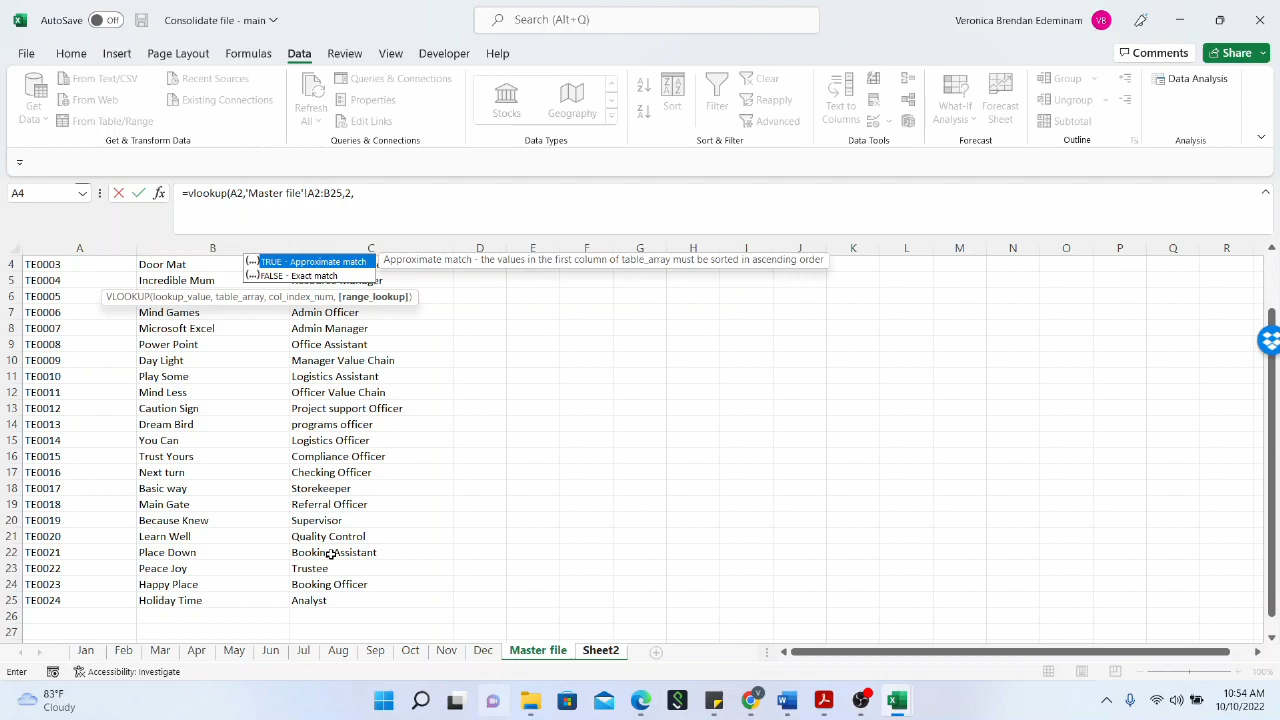 AutoSave Off Consolidate file - main Search (Alt+Q) Veronica Brendan Edeminam VB
File Home Insert Page Layout Formulas Data Review View Developer Help Comments Share
Get Data From Text/CSV Recent Sources Refresh All Queries & Connections Stocks Geography Sort Filter Clear Text to Columns What-If Analysis Forecast Sheet Group Data Analysis
From Web Existing Connections Properties Reapply Ungroup
From Table/Range Edit Links Advanced Subtotal
Get & Transform Data Queries & Connections Data Types Sort & Filter Data Tools Forecast Outline Analysis
A4 fx =vlookup(A2,'Master file'!A2:B25,2,
A B C D E F G H I J K L M N O P Q R
4 TE0003 Door Mat TRUE - Approximate match Approximate match - the values in the first column of table_array must be sorted in ascending order
5 TE0004 Incredible Mum FALSE - Exact match Manager
6 TE0005 VLOOKUP(lookup_value, table_array, col_index_num, [range_lookup])
7 TE0006 Mind Games Admin Officer
8 TE0007 Microsoft Excel Admin Manager
9 TE0008 Power Point Office Assistant
10 TE0009 Day Light Manager Value Chain
11 TE0010 Play Some Logistics Assistant
12 TE0011 Mind Less Officer Value Chain
13 TE0012 Caution Sign Project support Officer
14 TE0013 Dream Bird programs officer
15 TE0014 You Can Logistics Officer
16 TE0015 Trust Yours Compliance Officer
17 TE0016 Next turn Checking Officer
18 TE0017 Basic way Storekeeper
19 TE0018 Main Gate Referral Officer
20 TE0019 Because Knew Supervisor
21 TE0020 Learn Well Quality Control
22 TE0021 Place Down Booking Assistant
23 TE0022 Peace Joy Trustee
24 TE0023 Happy Place Booking Officer
25 TE0024 Holiday Time Analyst
26
27
Jan Feb Mar Apr May Jun Jul Aug Sep Oct Nov Dec Master file Sheet2
Enter Accessibility: Investigate 100%
83°F
Cloudy
10:54 AM
10/10/2022